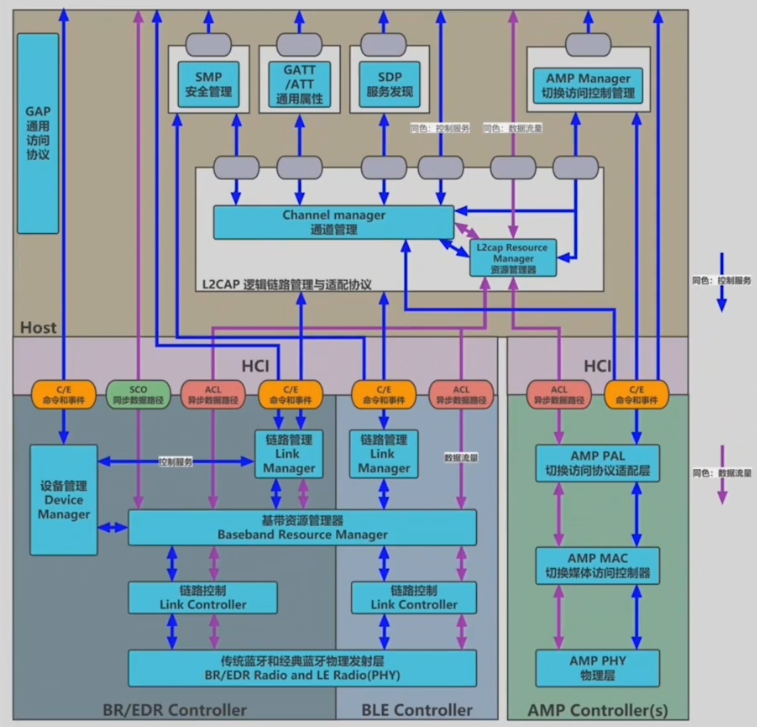 GAP
通用
访问
协议
SMP
安全管理
GATT
/ATT
通用属性
SDP
服务发现
AMP Manager
切换访问控制管理
同色：控制服务
同色：数据流量
Channel manager
通道管理
L2cap Resource
Manager
资源管理器
L2CAP 逻辑链路管理与适配协议
同色：控制服务
Host
HCI
HCI
C/E
命令和事件
SCO
同步数据路径
ACL
异步数据路径
C/E
命令和事件
C/E
命令和事件
ACL
异步数据路径
ACL
异步数据路径
C/E
命令和事件
设备管理
Device
Manager
控制服务
链路管理
Link
Manager
链路管理
Link
Manager
数据流量
AMP PAL
切换访问协议适配层
同色：数据流量
基带资源管理器
Baseband Resource Manager
AMP MAC
切换媒体访问控制器
链路控制
Link Controller
链路控制
Link Controller
传统蓝牙和经典蓝牙物理发射层
BR/EDR Radio and LE Radio(PHY)
AMP PHY
物理层
BR/EDR Controller
BLE Controller
AMP Controller(s)